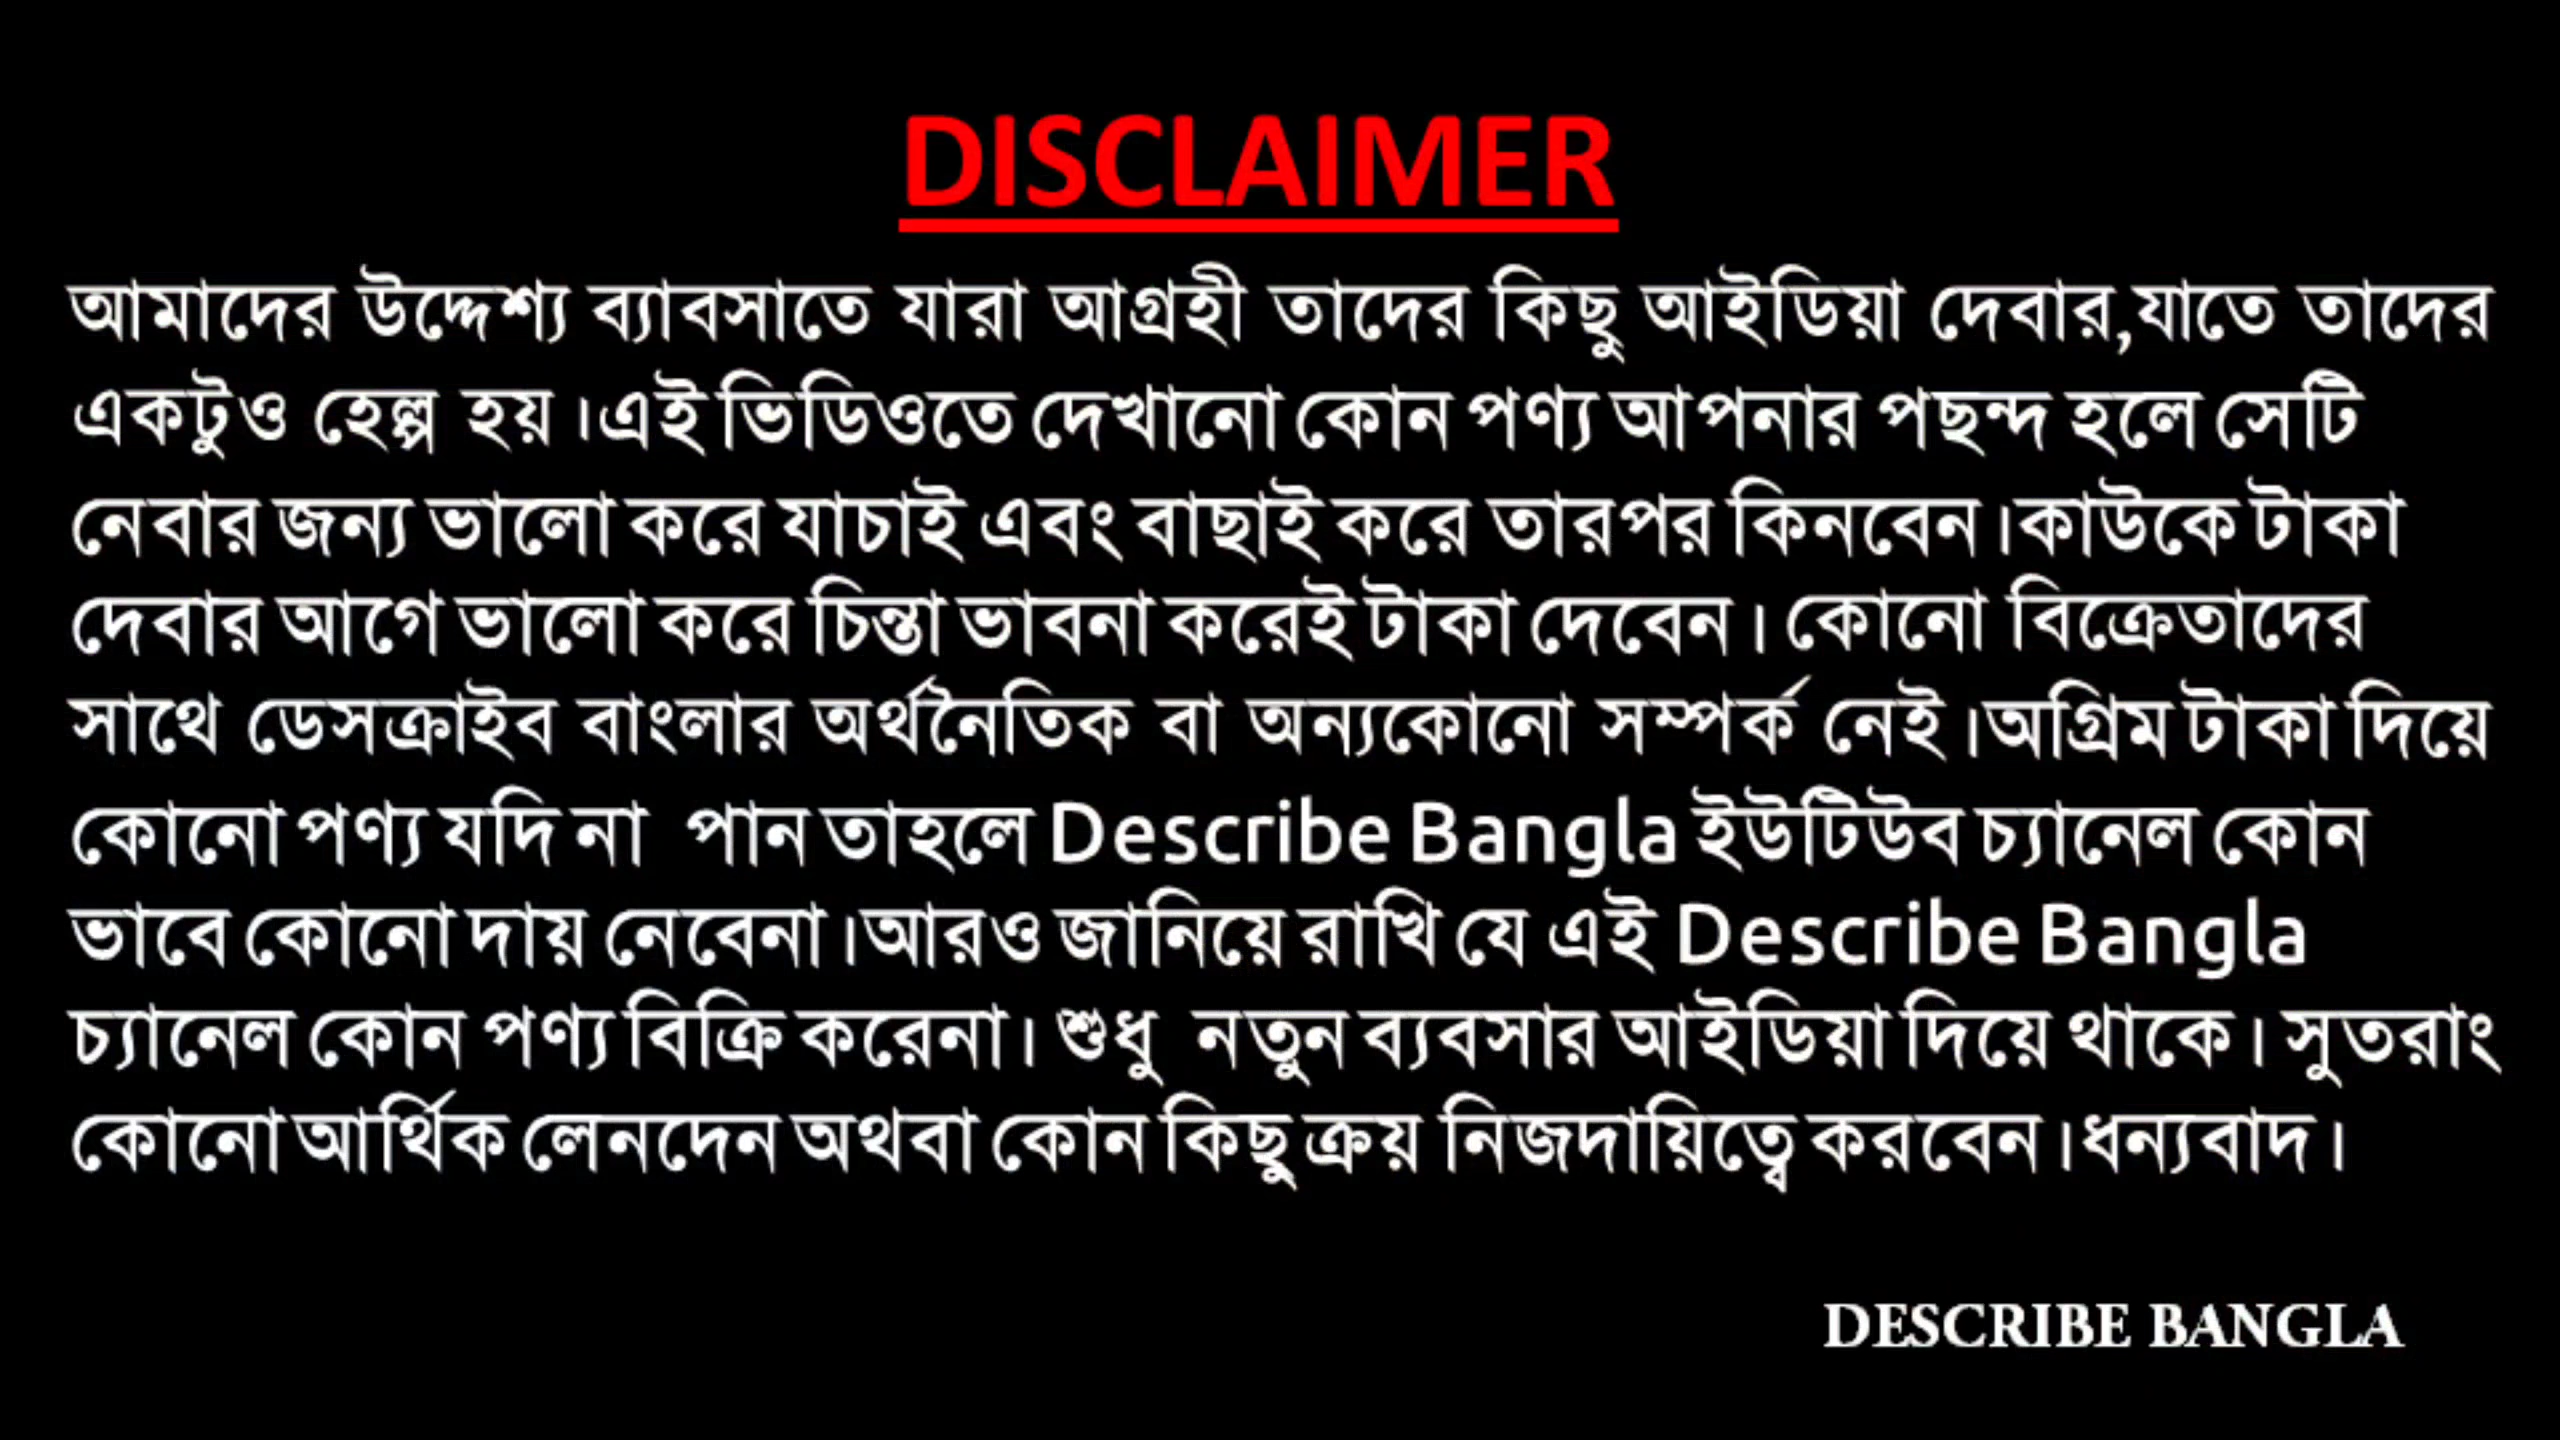 DISCLAIMER
আমাদের উদ্দেশ্য ব্যাবসাতে যারা আগ্রহী তাদের কিছু আইডিয়া দেবার,যাতে তাদের
একটুও হেল্প হয় ।এই ভিডিওতে দেখানো কোন পণ্য আপনার পছন্দ হলে সেটি
নেবার জন্য ভালো করে যাচাই এবং বাছাই করে তারপর কিনবেন ।কাউকে টাকা
দেবার আগে ভালো করে চিন্তা ভাবনা করেই টাকা দেবেন । কোনো বিক্রেতাদের
সাথে ডেসক্রাইব বাংলার অর্থনৈতিক বা অন্যকোনো সম্পর্ক নেই ।অগ্রিম টাকা দিয়ে
কোনো পণ্য যদি না পান তাহলে Describe Bangla ইউটিউব চ্যানেল কোন
ভাবে কোনো দায় নেবেনা ।আরও জানিয়ে রাখি যে এই Describe Bangla
চ্যানেল কোন পণ্য বিক্রি করেনা । শুধু নতুন ব্যবসার আইডিয়া দিয়ে থাকে । সুতরাং
কোনো আর্থিক লেনদেন অথবা কোন কিছু ক্রয় নিজদায়িত্বে করবেন ।ধন্যবাদ ।
DESCRIBE BANGLA